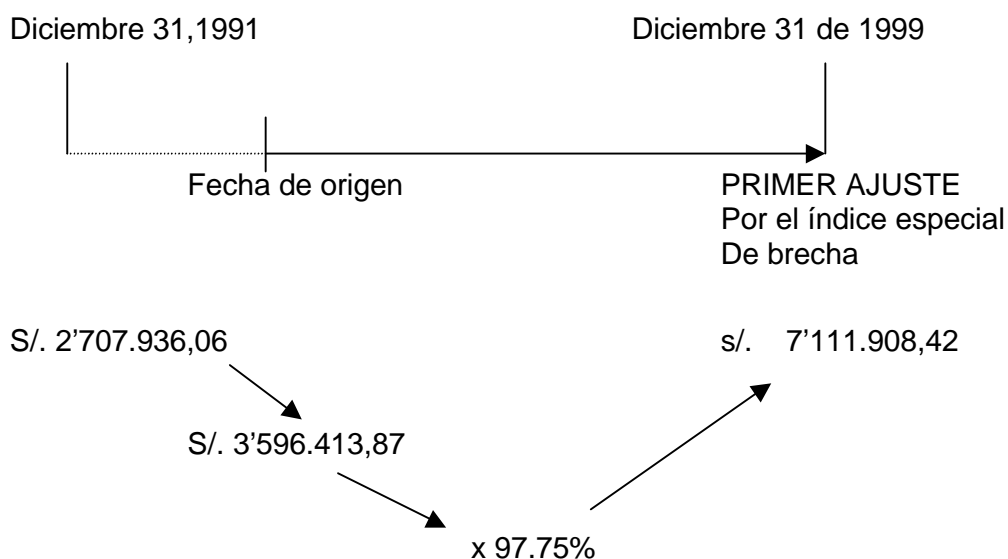 Diciembre 31,1991
Diciembre 31 de 1999
Fecha de origen
PRIMER AJUSTE
Por el índice especial
De brecha
S/. 2’707.936,06
s/. 7’111.908,42
S/. 3’596.413,87
x 97.75%